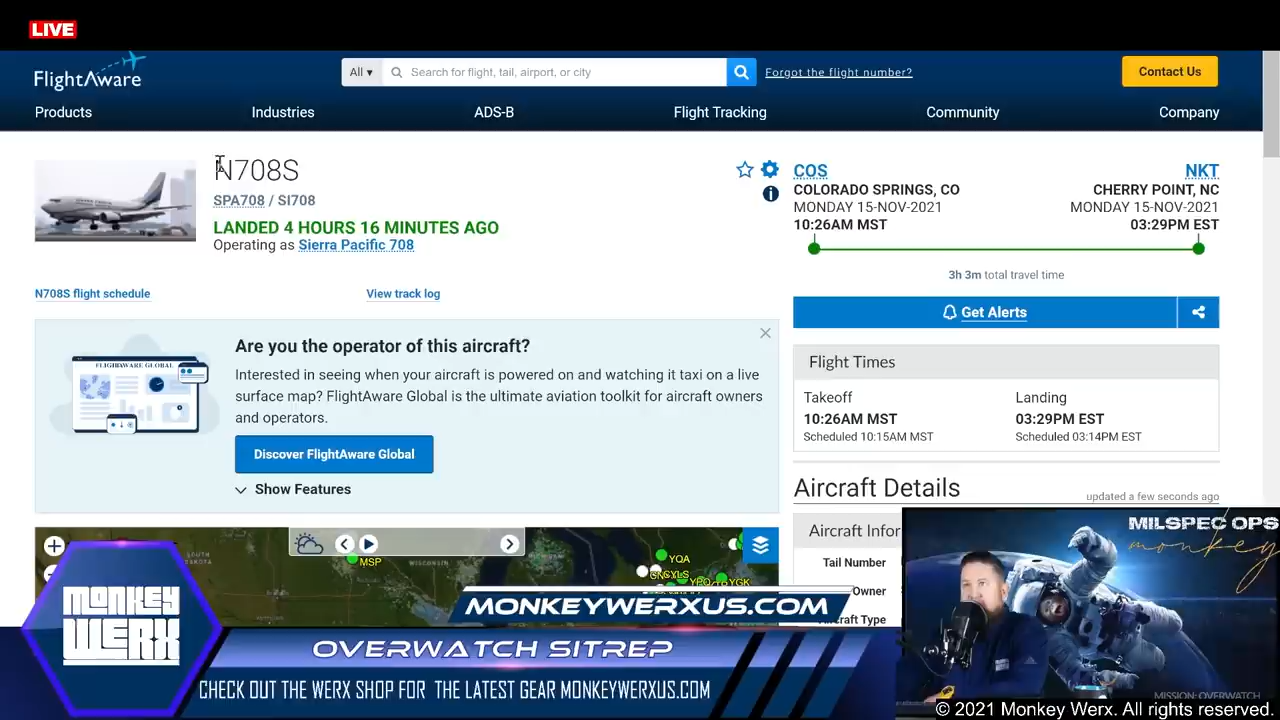 LIVE
FlightAware
All ▾ Search for flight, tail, airport, or city
Forgot the flight number?
Contact Us
Products Industries ADS-B Flight Tracking Community Company
N708S
SPA708 / SI708
LANDED 4 HOURS 16 MINUTES AGO
Operating as Sierra Pacific 708
COS NKT
COLORADO SPRINGS, CO CHERRY POINT, NC
MONDAY 15-NOV-2021 MONDAY 15-NOV-2021
10:26AM MST 03:29PM EST
3h 3m total travel time
N708S flight schedule View track log
Get Alerts
Are you the operator of this aircraft?
Interested in seeing when your aircraft is powered on and watching it taxi on a live
surface map? FlightAware Global is the ultimate aviation toolkit for aircraft owners
and operators.
FLIGHTAWARE GLOBAL
Discover FlightAware Global
Show Features
Flight Times
Takeoff Landing
10:26AM MST 03:29PM EST
Scheduled 10:15AM MST Scheduled 03:14PM EST
Aircraft Details
updated a few seconds ago
Aircraft Infor
Tail Number
Owner
Aircraft Type
MSP
WISCONSIN
YQA
MILSPEC OPS
monkey
MONKEY
WERX
MONKEYWERXUS.COM
OVERWATCH SITREP
CHECK OUT THE WERX SHOP FOR THE LATEST GEAR MONKEYWERXUS.COM
MISSION: OVERWATCH
© 2021 Monkey Werx. All rights reserved.